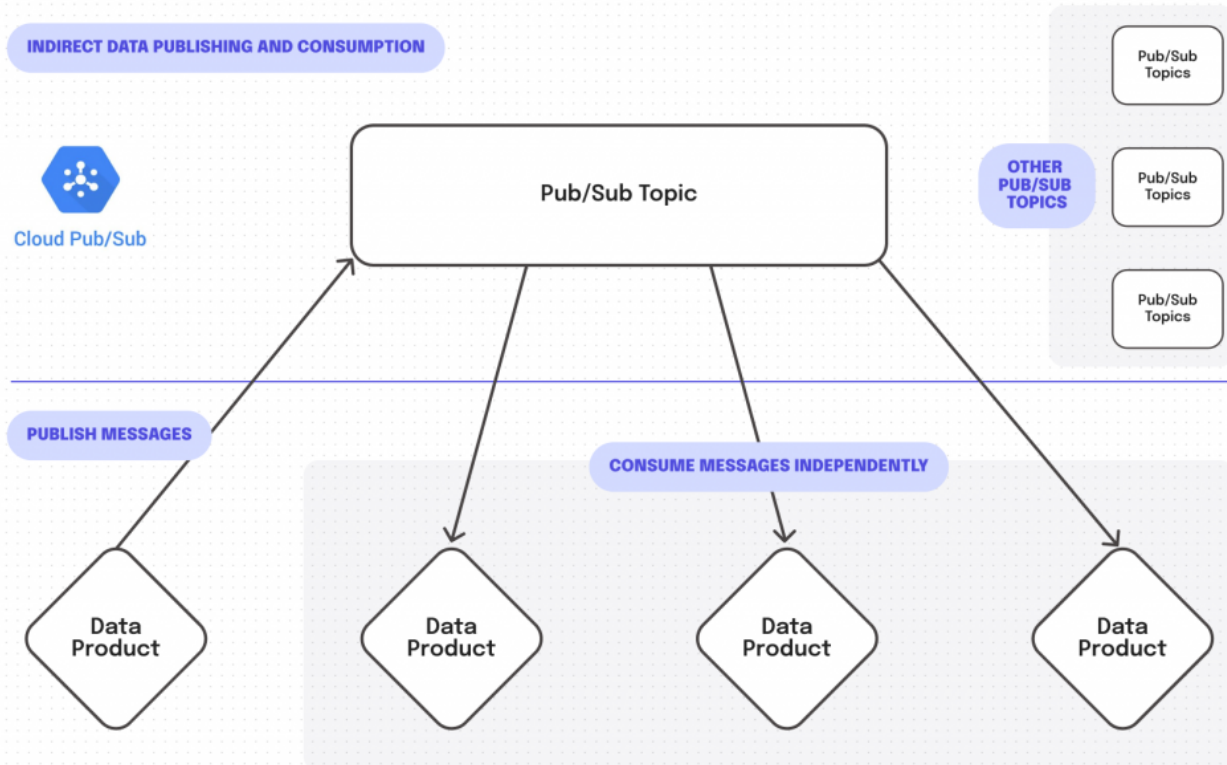 INDIRECT DATA PUBLISHING AND CONSUMPTION
Pub/Sub
Topics
Pub/Sub Topic
OTHER
PUB/SUB
TOPICS
Pub/Sub
Topics
Cloud Pub/Sub
Pub/Sub
Topics
PUBLISH MESSAGES
CONSUME MESSAGES INDEPENDENTLY
Data
Product
Data
Product
Data
Product
Data
Product